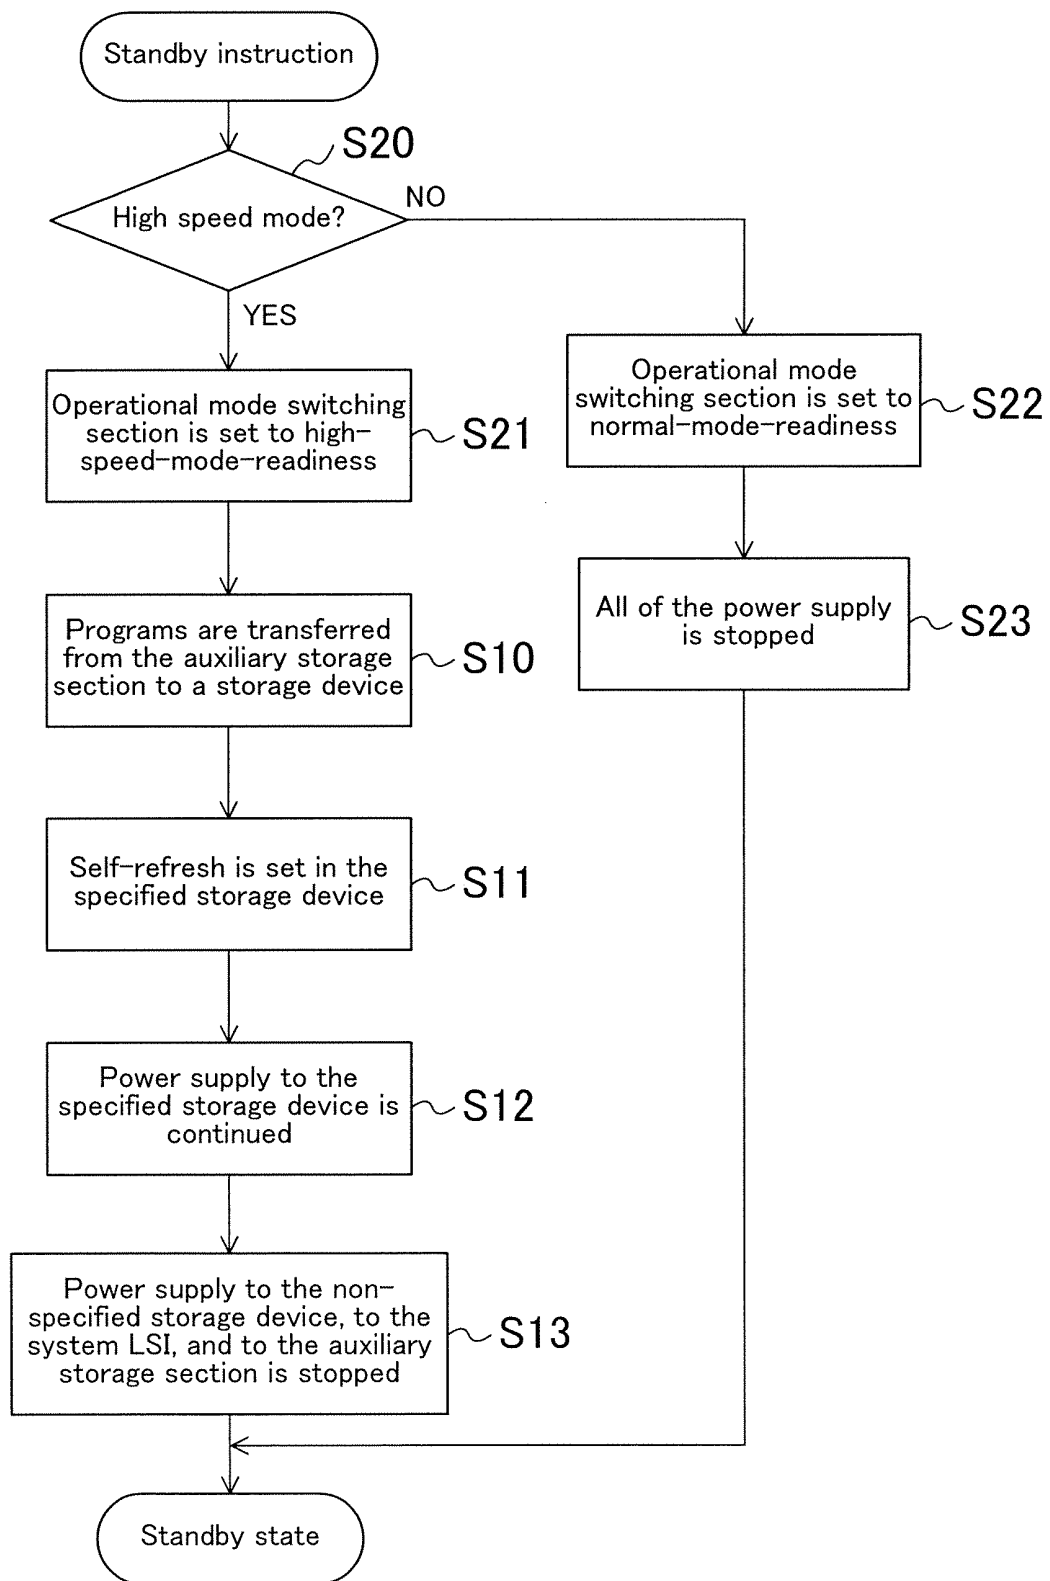 Standby instruction
S20
High speed mode?
NO
YES
Operational mode switching
section is set to high-
speed-mode-readiness
S21
Operational mode
switching section is set to
normal-mode-readiness
S22
Programs are transferred
from the auxiliary storage
section to a storage device
S10
All of the power supply
is stopped
S23
Self-refresh is set in the
specified storage device
S11
Power supply to the
specified storage device is
continued
S12
Power supply to the non-
specified storage device, to the
system LSI, and to the auxiliary
storage section is stopped
S13
Standby state